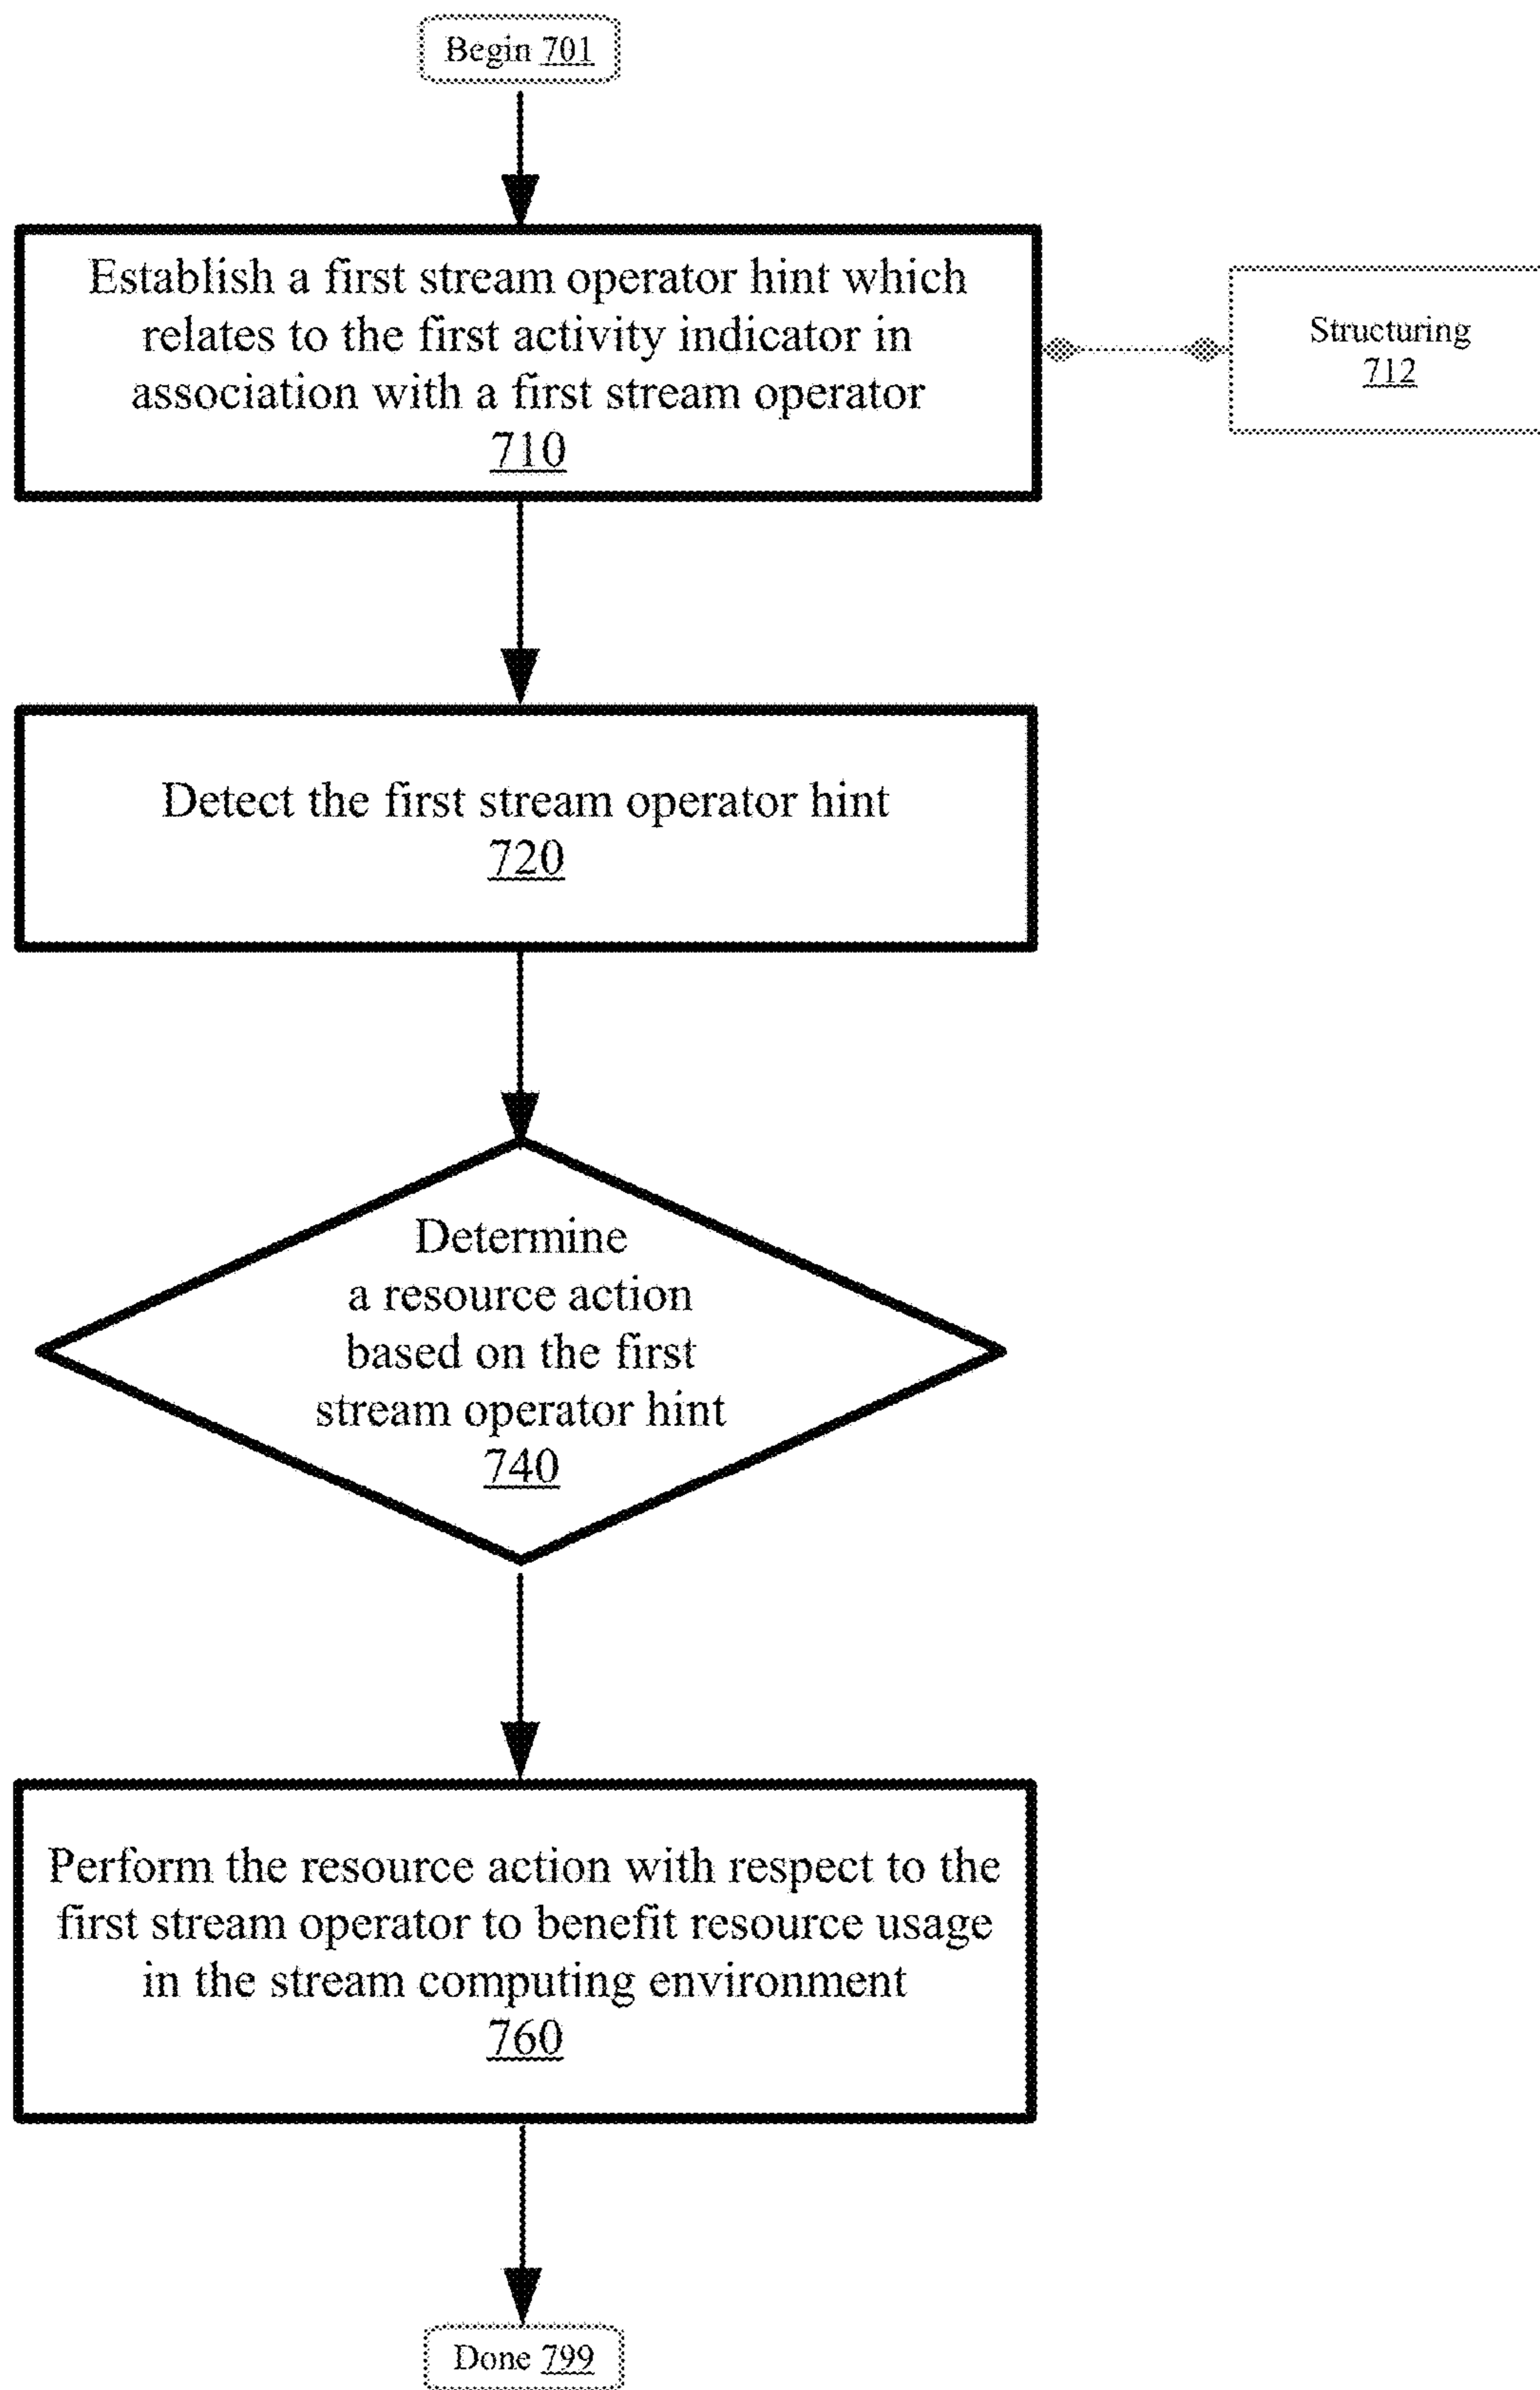 Begin 701
Establish a first stream operator hint which
relates to the first activity indicator in
association with a first stream operator
710
Structuring
712
Detect the first stream operator hint
720
Determine
a resource action
based on the first
stream operator hint
740
Perform the resource action with respect to the
first stream operator to benefit resource usage
in the stream computing environment
760
Done 799